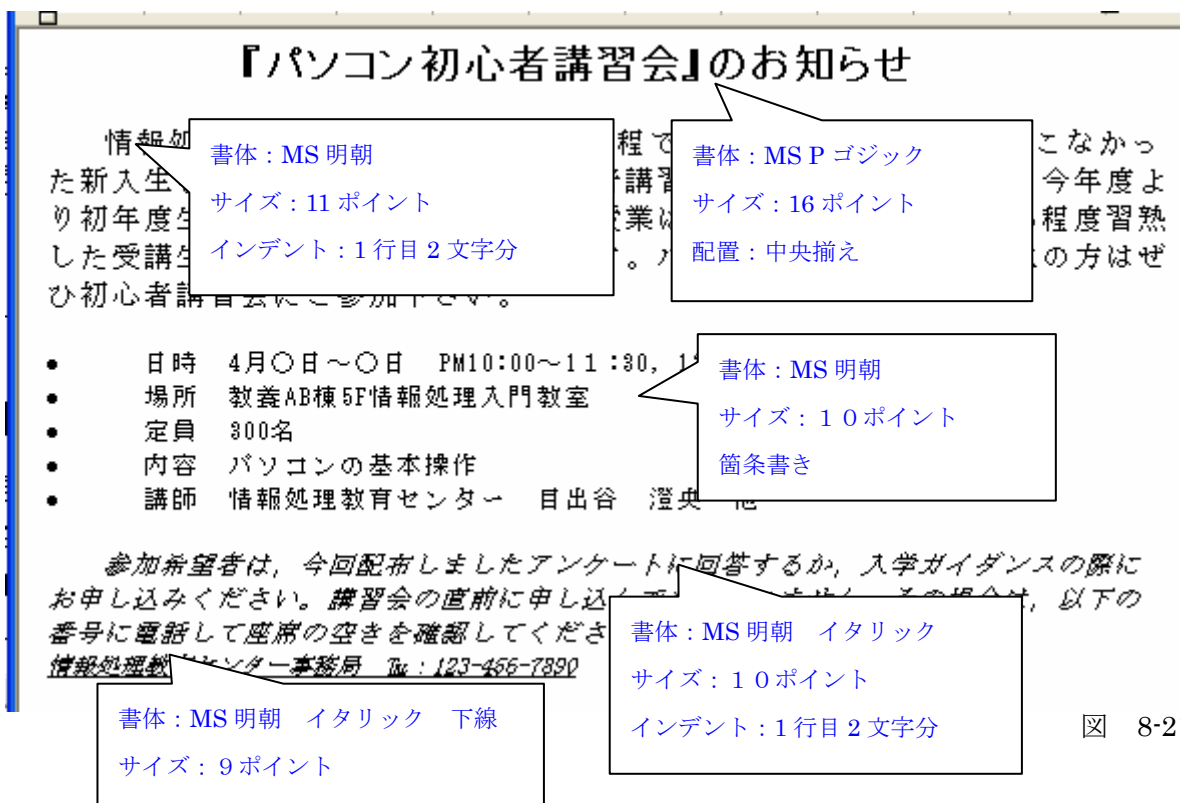 『パソコン初心者講習会』のお知らせ
情報処
程で
こなかっ
た新入生
講習
今年度よ
り初年度生
授業は
程度習熟
した受講生
の方はぜ
ひ初心者講習会にご参加下さい。
書体：MS 明朝
サイズ：11 ポイント
インデント：1 行目 2 文字分
書体：MS P ゴジック
サイズ：16 ポイント
配置：中央揃え
● 日時 4月〇日～〇日 PM10:00～11:30,
● 場所 教養AB棟5F情報処理入門教室
● 定員 300名
● 内容 パソコンの基本操作
● 講師 情報処理教育センター 目出谷 澄央 他
書体：MS 明朝
サイズ：１０ポイント
箇条書き
参加希望者は，今回配布しましたアンケートに回答するか，入学ガイダンスの際に
お申し込みください。講習会の直前に申し込
その場合は，以下の
番号に電話して座席の空きを確認してくださ
情報処理教育センター事務局 ℡：123-456-7890
書体：MS 明朝 イタリック
サイズ：１０ポイント
インデント：1 行目 2 文字分
書体：MS 明朝 イタリック 下線
サイズ：９ポイント
図 8-2